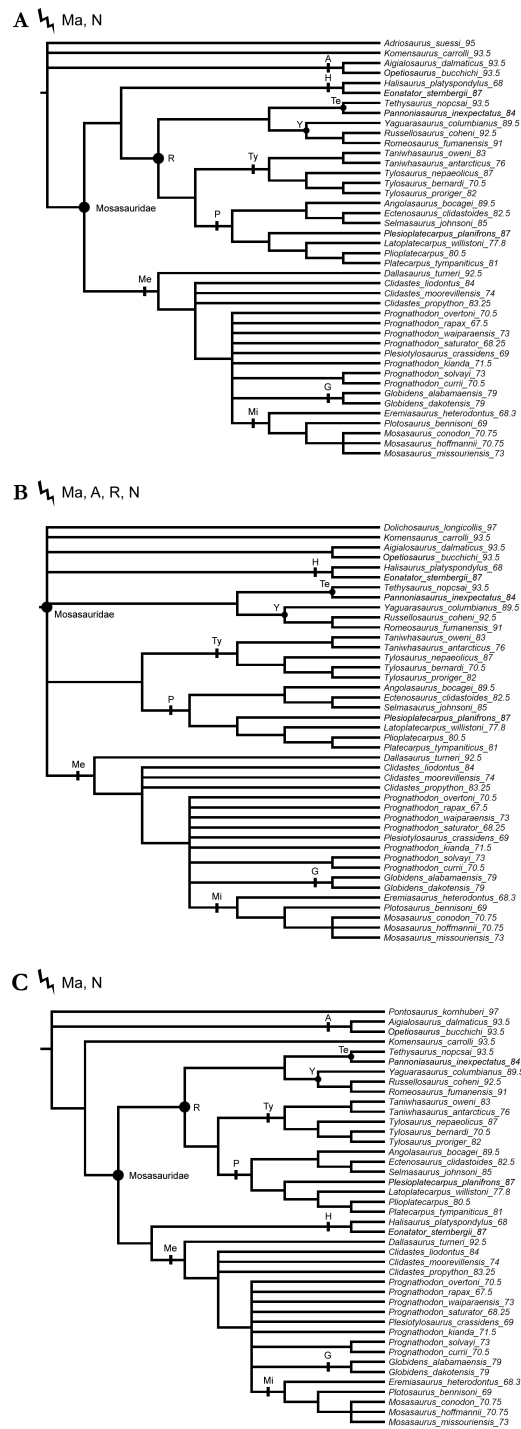 A Ma, N
Adriosaurus_suessi_95
Komensaurus_carrolli_93.5
A
Aigialosaurus_dalmaticus_93.5
Opetiosaurus_bucchichi_93.5
H
Halisaurus_platyspondylus_68
Eonatator_sternbergii_87
Te
Tethysaurus_nopcsai_93.5
Pannoniasaurus_inexpectatus_84
Y
Yaguarasaurus_columbianus_89.5
Russellosaurus_coheni_92.5
Romeosaurus_fumanensis_91
R
Ty
Taniwhasaurus_oweni_83
Taniwhasaurus_antarcticus_76
Tylosaurus_nepaeolicus_87
Tylosaurus_bernardi_70.5
Tylosaurus_proriger_82
Mosasauridae
P
Angolasaurus_bocagei_89.5
Ectenosaurus_clidastoides_82.5
Selmasaurus_johnsoni_85
Plesioplatecarpus_planifrons_87
Latoplatecarpus_willistoni_77.8
Plioplatecarpus_80.5
Platecarpus_tympaniticus_81
Me
Dallasaurus_turneri_92.5
Clidastes_liodontus_84
Clidastes_moorevillensis_74
Clidastes_propython_83.25
Prognathodon_overtoni_70.5
Prognathodon_rapax_67.5
Prognathodon_waiparaensis_73
Prognathodon_saturator_68.25
Plesiotylosaurus_crassidens_69
Prognathodon_kianda_71.5
Prognathodon_solvayi_73
Prognathodon_currii_70.5
G
Globidens_alabamaensis_79
Globidens_dakotensis_79
Mi
Eremiasaurus_heterodontus_68.3
Plotosaurus_bennisoni_69
Mosasaurus_conodon_70.75
Mosasaurus_hoffmannii_70.75
Mosasaurus_missouriensis_73
B Ma, A, R, N
Dolichosaurus_longicollis_97
Komensaurus_carrolli_93.5
Aigialosaurus_dalmaticus_93.5
Opetiosaurus_bucchichi_93.5
H
Halisaurus_platyspondylus_68
Eonatator_sternbergii_87
Te
Tethysaurus_nopcsai_93.5
Pannoniasaurus_inexpectatus_84
Mosasauridae
Y
Yaguarasaurus_columbianus_89.5
Russellosaurus_coheni_92.5
Romeosaurus_fumanensis_91
Ty
Taniwhasaurus_oweni_83
Taniwhasaurus_antarcticus_76
Tylosaurus_nepaeolicus_87
Tylosaurus_bernardi_70.5
Tylosaurus_proriger_82
P
Angolasaurus_bocagei_89.5
Ectenosaurus_clidastoides_82.5
Selmasaurus_johnsoni_85
Plesioplatecarpus_planifrons_87
Latoplatecarpus_willistoni_77.8
Plioplatecarpus_80.5
Platecarpus_tympaniticus_81
Me
Dallasaurus_turneri_92.5
Clidastes_liodontus_84
Clidastes_moorevillensis_74
Clidastes_propython_83.25
Prognathodon_overtoni_70.5
Prognathodon_rapax_67.5
Prognathodon_waiparaensis_73
Prognathodon_saturator_68.25
Plesiotylosaurus_crassidens_69
Prognathodon_kianda_71.5
Prognathodon_solvayi_73
Prognathodon_currii_70.5
G
Globidens_alabamaensis_79
Globidens_dakotensis_79
Mi
Eremiasaurus_heterodontus_68.3
Plotosaurus_bennisoni_69
Mosasaurus_conodon_70.75
Mosasaurus_hoffmannii_70.75
Mosasaurus_missouriensis_73
C Ma, N
Pontosaurus_kornhuberi_97
A
Aigialosaurus_dalmaticus_93.5
Opetiosaurus_bucchichi_93.5
Komensaurus_carrolli_93.5
Te
Tethysaurus_nopcsai_93.5
Pannoniasaurus_inexpectatus_84
Y
Yaguarasaurus_columbianus_89.5
Russellosaurus_coheni_92.5
Romeosaurus_fumanensis_91
R
Ty
Taniwhasaurus_oweni_83
Taniwhasaurus_antarcticus_76
Tylosaurus_nepaeolicus_87
Tylosaurus_bernardi_70.5
Tylosaurus_proriger_82
P
Angolasaurus_bocagei_89.5
Ectenosaurus_clidastoides_82.5
Selmasaurus_johnsoni_85
Mosasauridae
Plesioplatecarpus_planifrons_87
Latoplatecarpus_willistoni_77.8
Plioplatecarpus_80.5
Platecarpus_tympaniticus_81
H
Halisaurus_platyspondylus_68
Eonatator_sternbergii_87
Me
Dallasaurus_turneri_92.5
Clidastes_liodontus_84
Clidastes_moorevillensis_74
Clidastes_propython_83.25
Prognathodon_overtoni_70.5
Prognathodon_rapax_67.5
Prognathodon_waiparaensis_73
Prognathodon_saturator_68.25
Plesiotylosaurus_crassidens_69
Prognathodon_kianda_71.5
Prognathodon_solvayi_73
Prognathodon_currii_70.5
G
Globidens_alabamaensis_79
Globidens_dakotensis_79
Mi
Eremiasaurus_heterodontus_68.3
Plotosaurus_bennisoni_69
Mosasaurus_conodon_70.75
Mosasaurus_hoffmannii_70.75
Mosasaurus_missouriensis_73